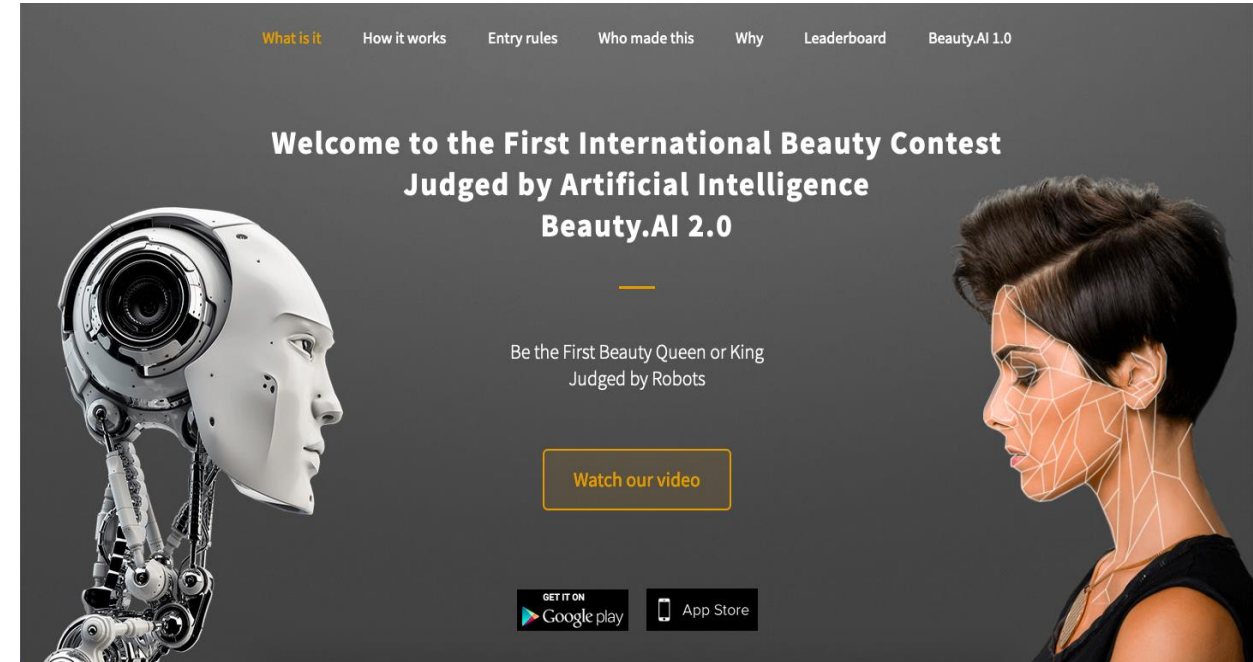 What is it How it works Entry rules Who made this Why Leaderboard Beauty.AI 1.0
Welcome to the First International Beauty Contest
Judged by Artificial Intelligence
Beauty.AI 2.0
Be the First Beauty Queen or King
Judged by Robots
Watch our video
GET IT ON
Google play
App Store